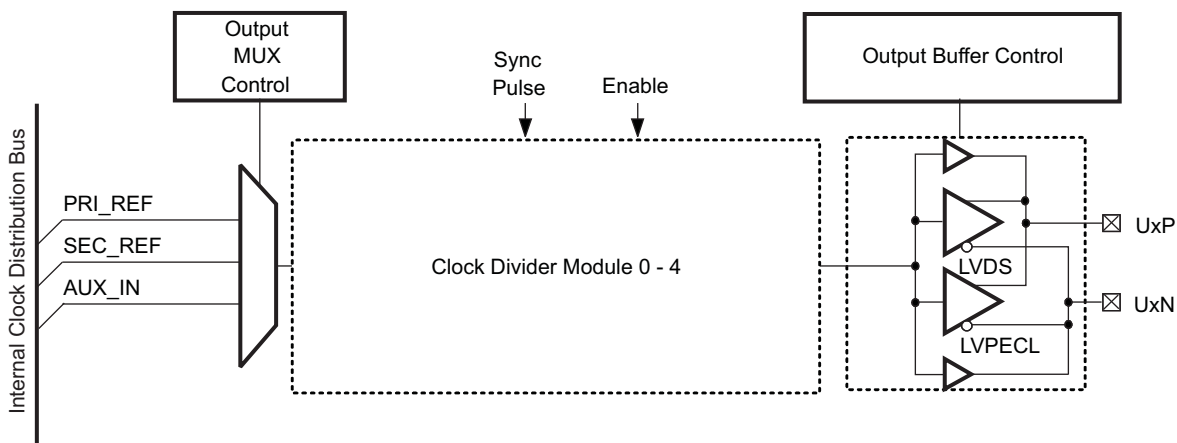 Output
MUX
Control
Sync
Pulse
Enable
Output Buffer Control
Internal Clock Distribution Bus
PRI_REF
SEC_REF
AUX_IN
Clock Divider Module 0 - 4
LVDS
LVPECL
UxP
UxN